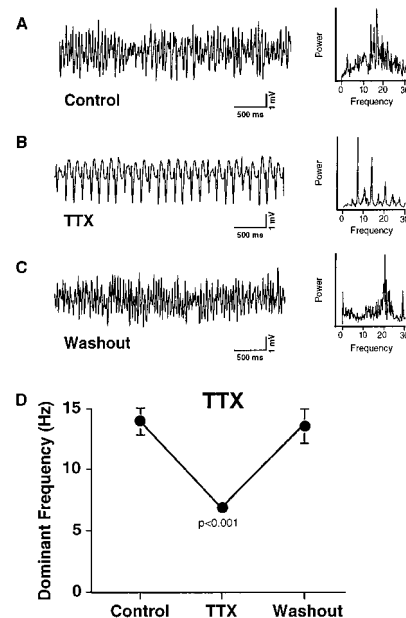 A
Control
500 ms
1 mV
Power
0 10 20 30
Frequency
B
TTX
500 ms
1 mV
Power
0 10 20 30
Frequency
C
Washout
500 ms
1 mV
Power
0 10 20 30
Frequency
D
TTX
Dominant Frequency (Hz)
15
10
5
0
p<0.001
Control TTX Washout